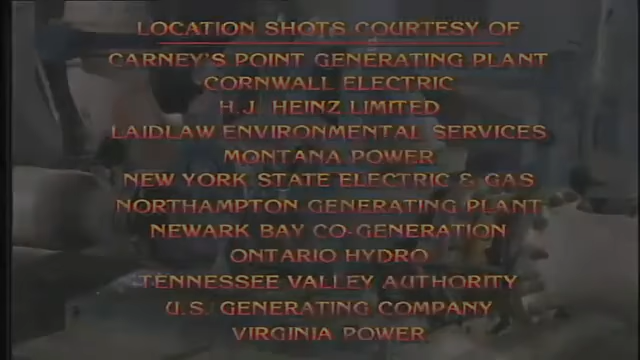 LOCATION SHOTS COURTESY OF
CARNEY'S POINT GENERATING PLANT
CORNWALL ELECTRIC
H.J. HEINZ LIMITED
LAIDLAW ENVIRONMENTAL SERVICES
MONTANA POWER
NEW YORK STATE ELECTRIC & GAS
NORTHAMPTON GENERATING PLANT
NEWARK BAY CO-GENERATION
ONTARIO HYDRO
TENNESSEE VALLEY AUTHORITY
U.S. GENERATING COMPANY
VIRGINIA POWER